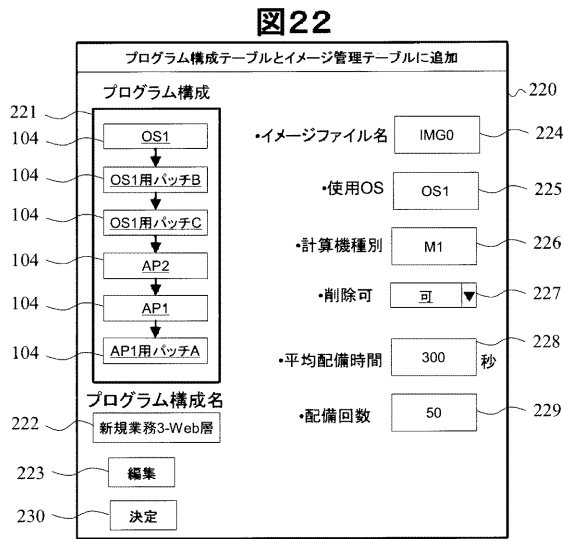 図22
プログラム構成テーブルとイメージ管理テーブルに追加
220
プログラム構成
221
104 OS1
104 OS1用パッチB
104 OS1用パッチC
104 AP2
104 AP1
104 AP1用パッチA
プログラム構成名
222 新規業務3-Web層
223 編集
230 決定
•イメージファイル名 IMG0 224
•使用OS OS1 225
•計算機種別 M1 226
•削除可 可 ▼ 227
•平均配備時間 300 秒 228
•配備回数 50 229